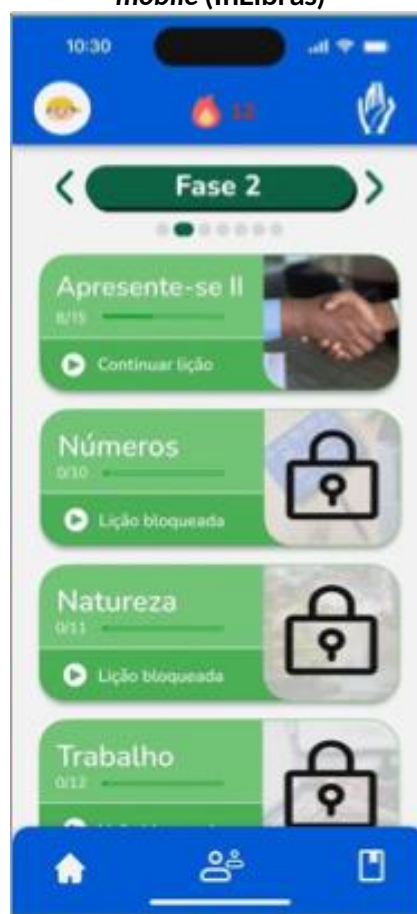 mobile (InLibras)
10:30
12
Fase 2
Apresente-se II
8/15
Continuar lição
Números
0/10
Lição bloqueada
Natureza
0/11
Lição bloqueada
Trabalho
0/12